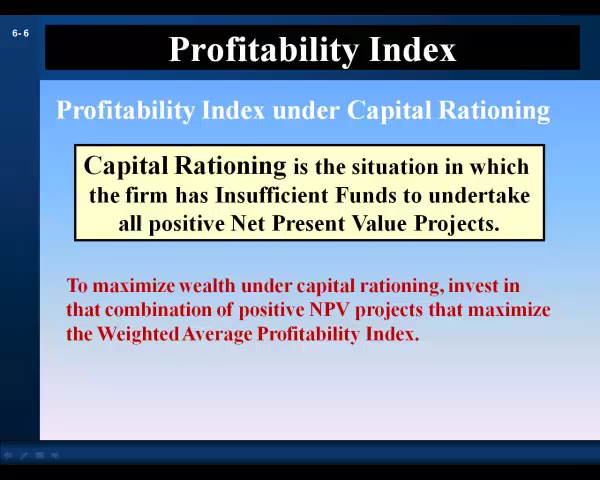 6-6
Profitability Index
Profitability Index under Capital Rationing
Capital Rationing is the situation in which
the firm has Insufficient Funds to undertake
all positive Net Present Value Projects.
To maximize wealth under capital rationing, invest in
that combination of positive NPV projects that maximize
the Weighted Average Profitability Index.